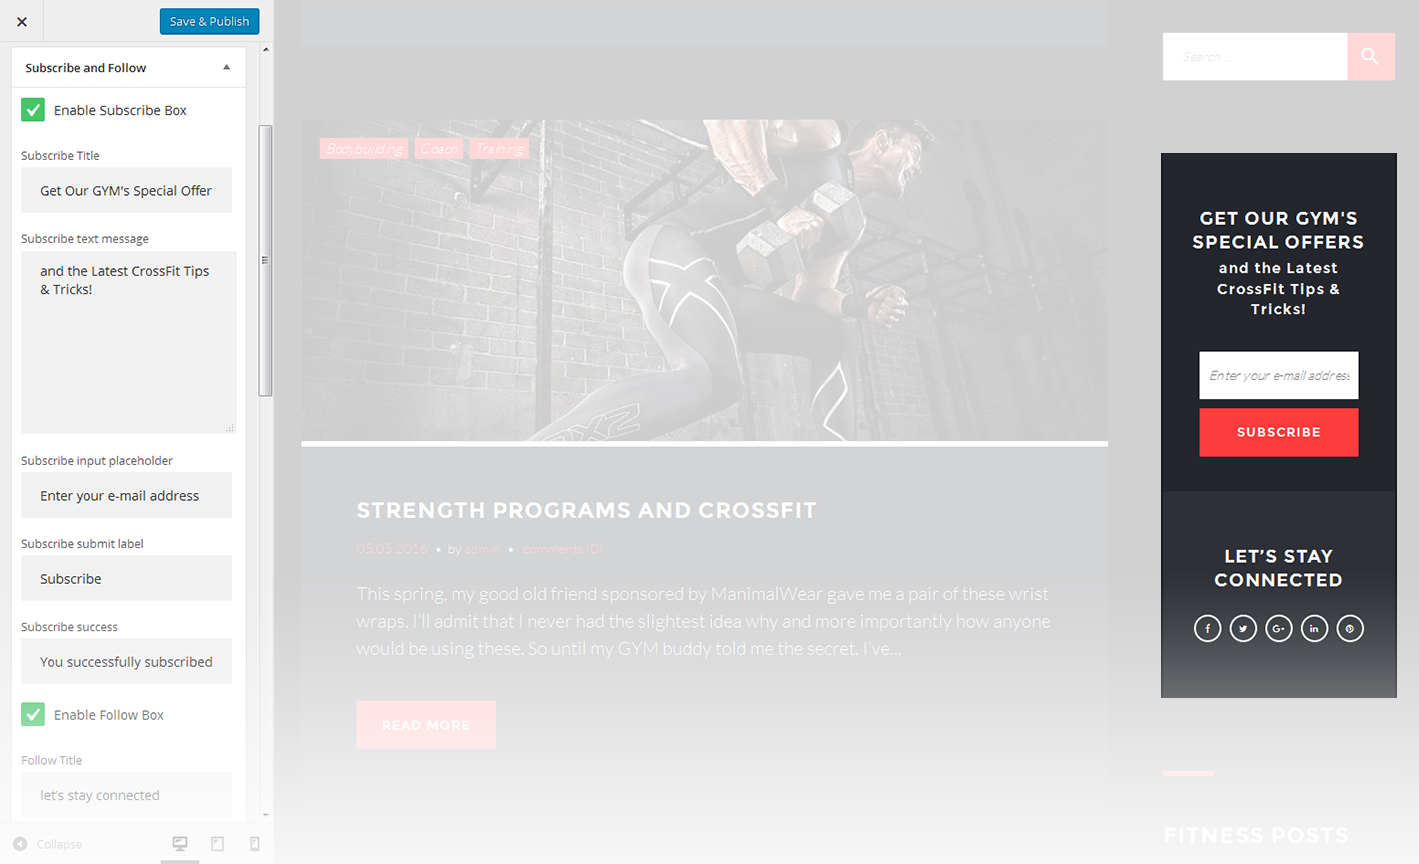 Save & Publish
Subscribe and Follow
Enable Subscribe Box
Subscribe Title
Get Our GYM's Special Offer
Subscribe text message
and the Latest CrossFit Tips
& Tricks!
Subscribe input placeholder
Enter your e-mail address
Subscribe submit label
Subscribe
Subscribe success
You successfully subscribed
Enable Follow Box
Follow Title
let's stay connected
Collapse
Bodybuilding
Coach
Training
STRENGTH PROGRAMS AND CROSSFIT
05.05.2016 • by admin • comments (0)
This spring, my good old friend sponsored by ManimalWear gave me a pair of these wrist
wraps. I'll admit that I never had the slightest idea why and more importantly how anyone
would be using these. So until my GYM buddy told me the secret, I've...
READ MORE
Search ...
GET OUR GYM'S
SPECIAL OFFERS
and the Latest
CrossFit Tips &
Tricks!
Enter your e-mail address
SUBSCRIBE
LET'S STAY
CONNECTED
FITNESS POSTS